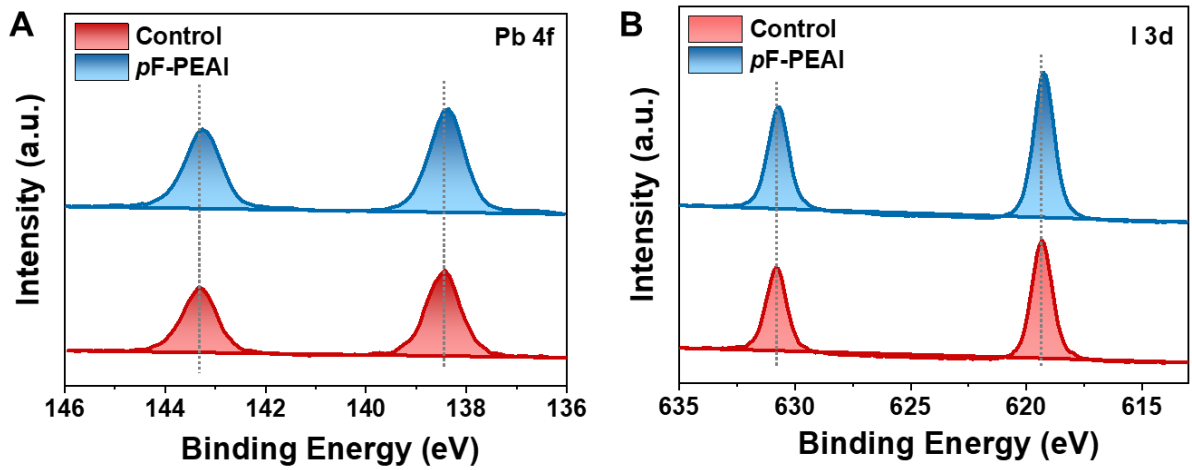 A
Control
pF-PEAI
Pb 4f
Intensity (a.u.)
146 144 142 140 138 136
Binding Energy (eV)
B
Control
pF-PEAI
I 3d
Intensity (a.u.)
635 630 625 620 615
Binding Energy (eV)